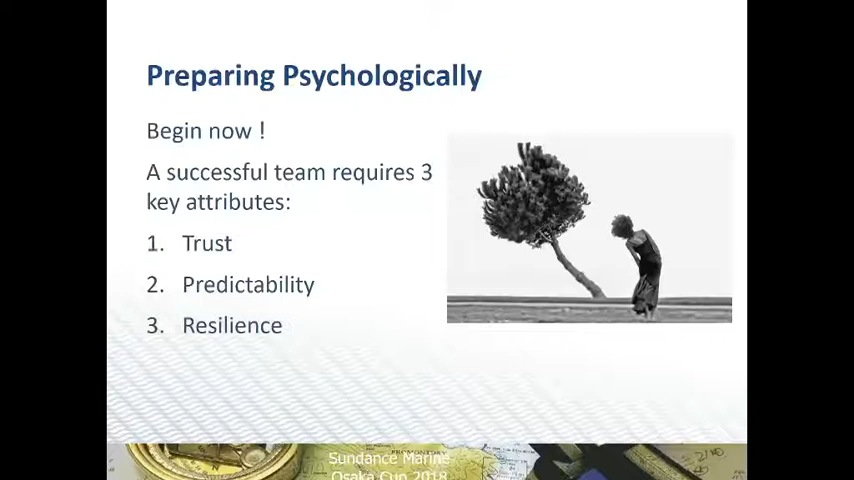 Preparing Psychologically
Begin now !
A successful team requires 3
key attributes:
1. Trust
2. Predictability
3. Resilience
Sundance Marine
Osaka Cup 2018